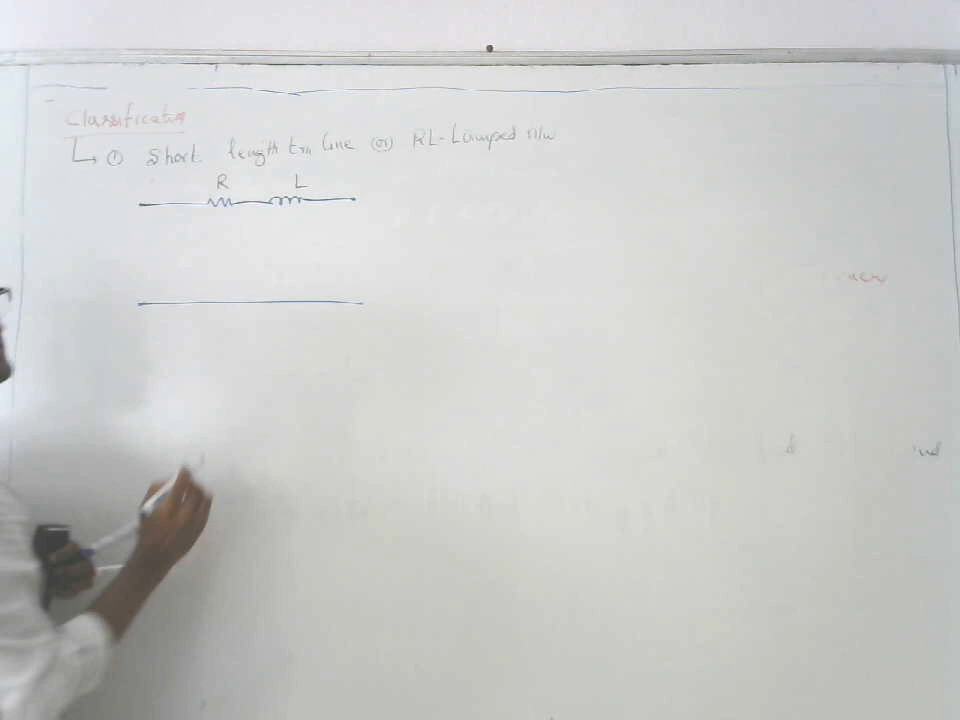 Classification
① Short length trn line (or) RL-Lumped n/w
R L